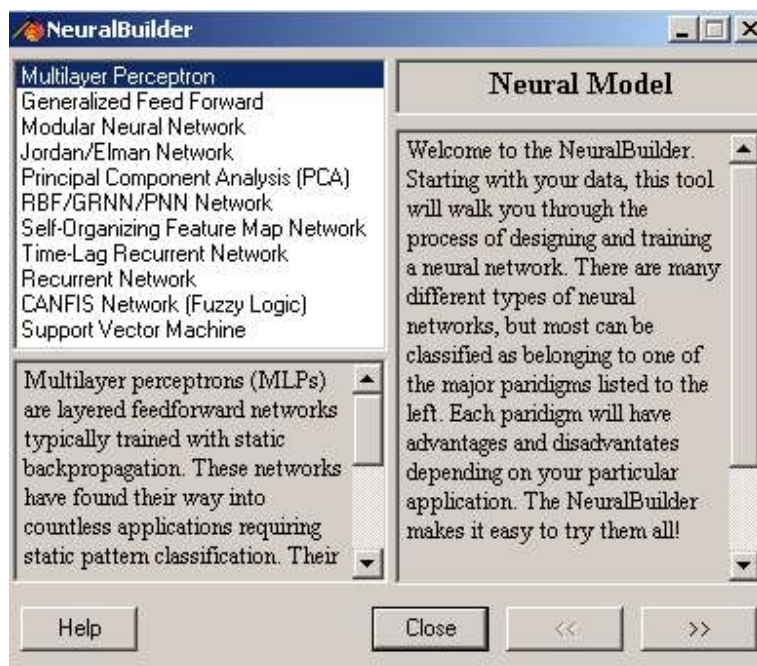 NeuralBuilder
Multilayer Perceptron
Generalized Feed Forward
Modular Neural Network
Jordan/Elman Network
Principal Component Analysis (PCA)
RBF/GRNN/PNN Network
Self-Organizing Feature Map Network
Time-Lag Recurrent Network
Recurrent Network
CANFIS Network (Fuzzy Logic)
Support Vector Machine
Multilayer perceptrons (MLPs)
are layered feedforward networks
typically trained with static
backpropagation. These networks
have found their way into
countless applications requiring
static pattern classification. Their
Neural Model
Welcome to the NeuralBuilder.
Starting with your data, this tool
will walk you through the
process of designing and training
a neural network. There are many
different types of neural
networks, but most can be
classified as belonging to one of
the major paridigms listed to the
left. Each paridigm will have
advantages and disadvantates
depending on your particular
application. The NeuralBuilder
makes it easy to try them all!
Help
Close
<<
>>